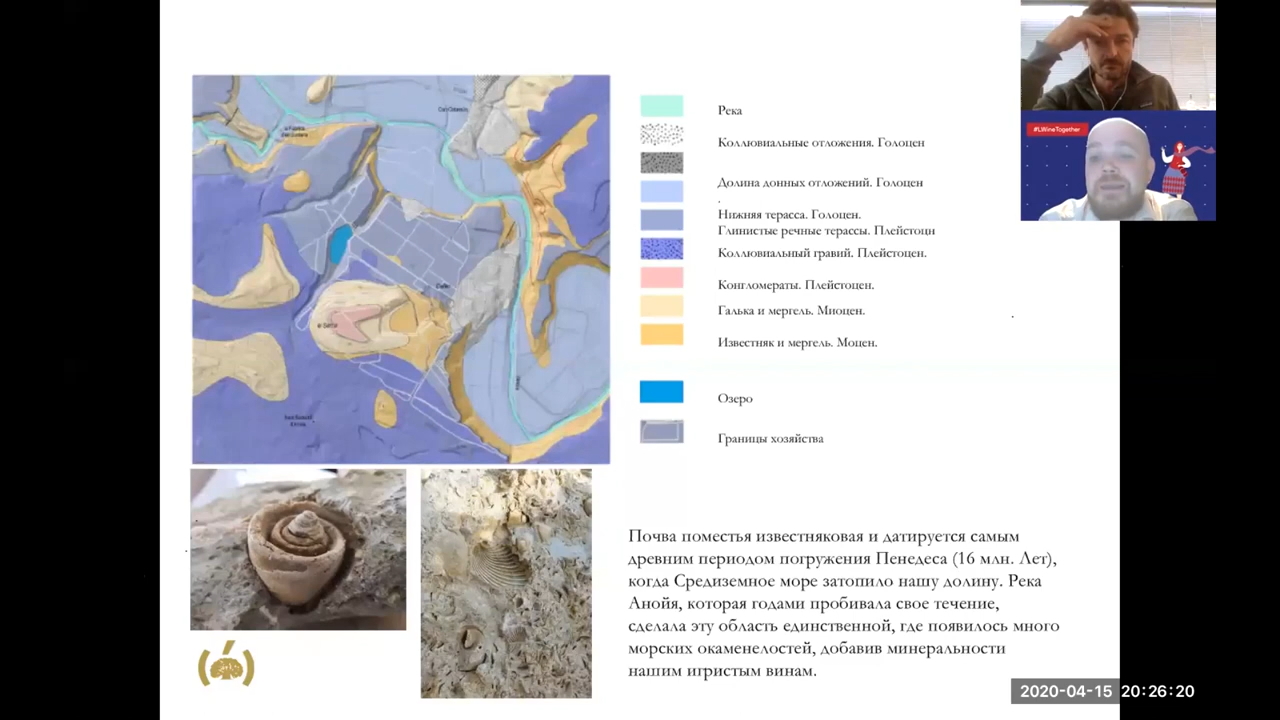 Река
Коллювиальные отложения. Голоцен
Долина донных отложений. Голоцен
.
Нижняя терасса. Голоцен.
Глинистые речные терассы. Плейстоцн
Коллювиальный гравий. Плейстоцен.
Конгломераты. Плейстоцен.
Галька и мергель. Миоцен.
Известняк и мергель. Моцен.
Озеро
Границы хозяйства
Почва поместья известняковая и датируется самым
древним периодом погружения Пенедеса (16 млн. Лет),
когда Средиземное море затопило нашу долину. Река
Анойя, которая годами пробивала свое течение,
сделала эту область единственной, где появилось много
морских окаменелостей, добавив минеральности
нашим игристым винам.
#LWineTogether
2020-04-15 20:26:20